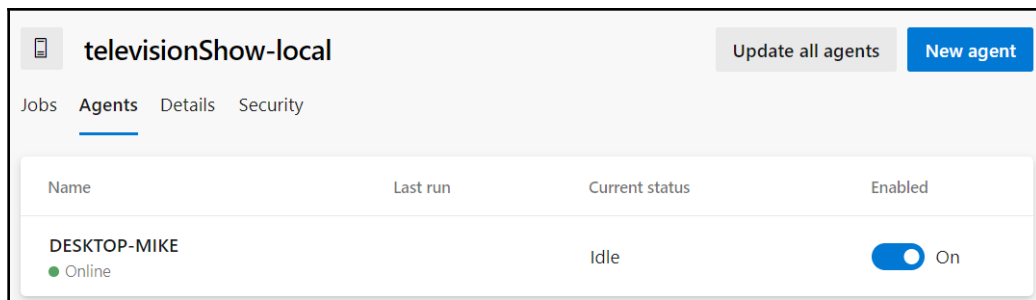 televisionShow-local
Update all agents
New agent
Jobs Agents Details Security
Name Last run Current status Enabled
DESKTOP-MIKE
Idle On
Online